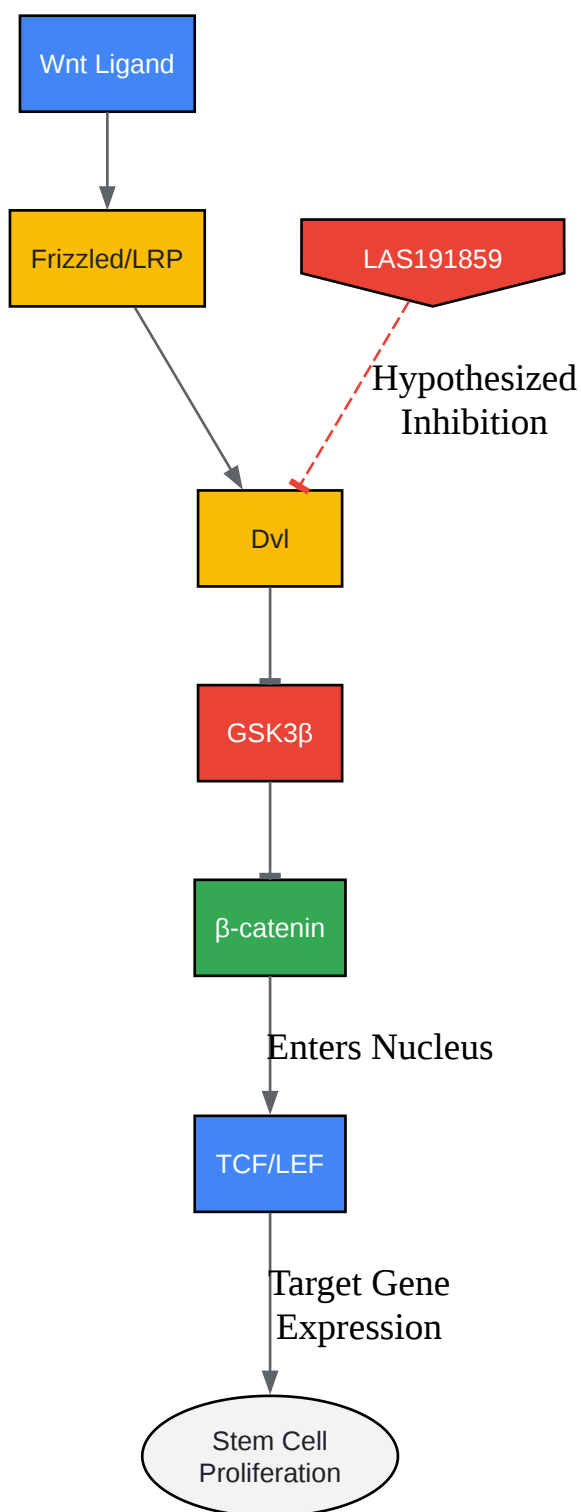 Wnt Ligand
Frizzled/LRP
LAS191859
Hypothesized
Inhibition
Dvl
GSK3β
β-catenin
Enters Nucleus
TCF/LEF
Target Gene
Expression
Stem Cell
Proliferation